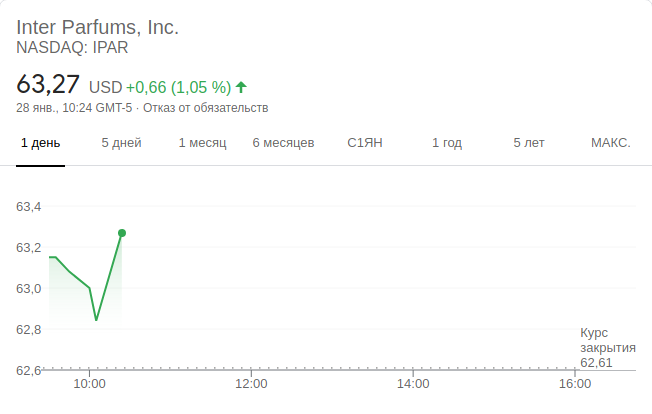 Inter Parfums, Inc.
NASDAQ: IPAR
63,27 USD +0,66 (1,05 %)
28 янв., 10:24 GMT-5 · Отказ от обязательств
1 день 5 дней 1 месяц 6 месяцев С1ЯН 1 год 5 лет МАКС.
63,4
63,2
63,0
62,8
Курс
закрытия
62,61
62,6
10:00 12:00 14:00 16:00